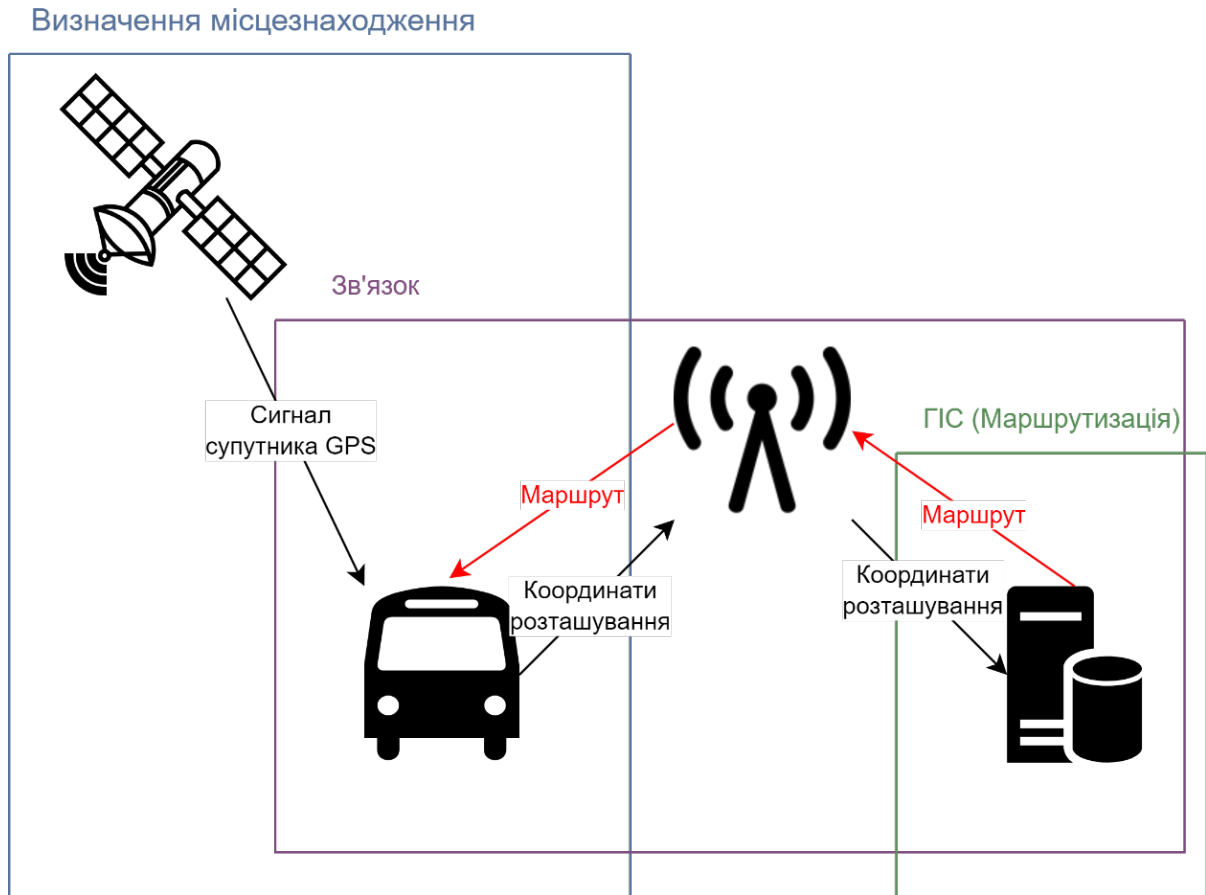 Визначення місцезнаходження
Зв'язок
Сигнал
супутника GPS
ГІС (Маршрутизація)
Маршрут
Маршрут
Координати
розташування
Координати
розташування